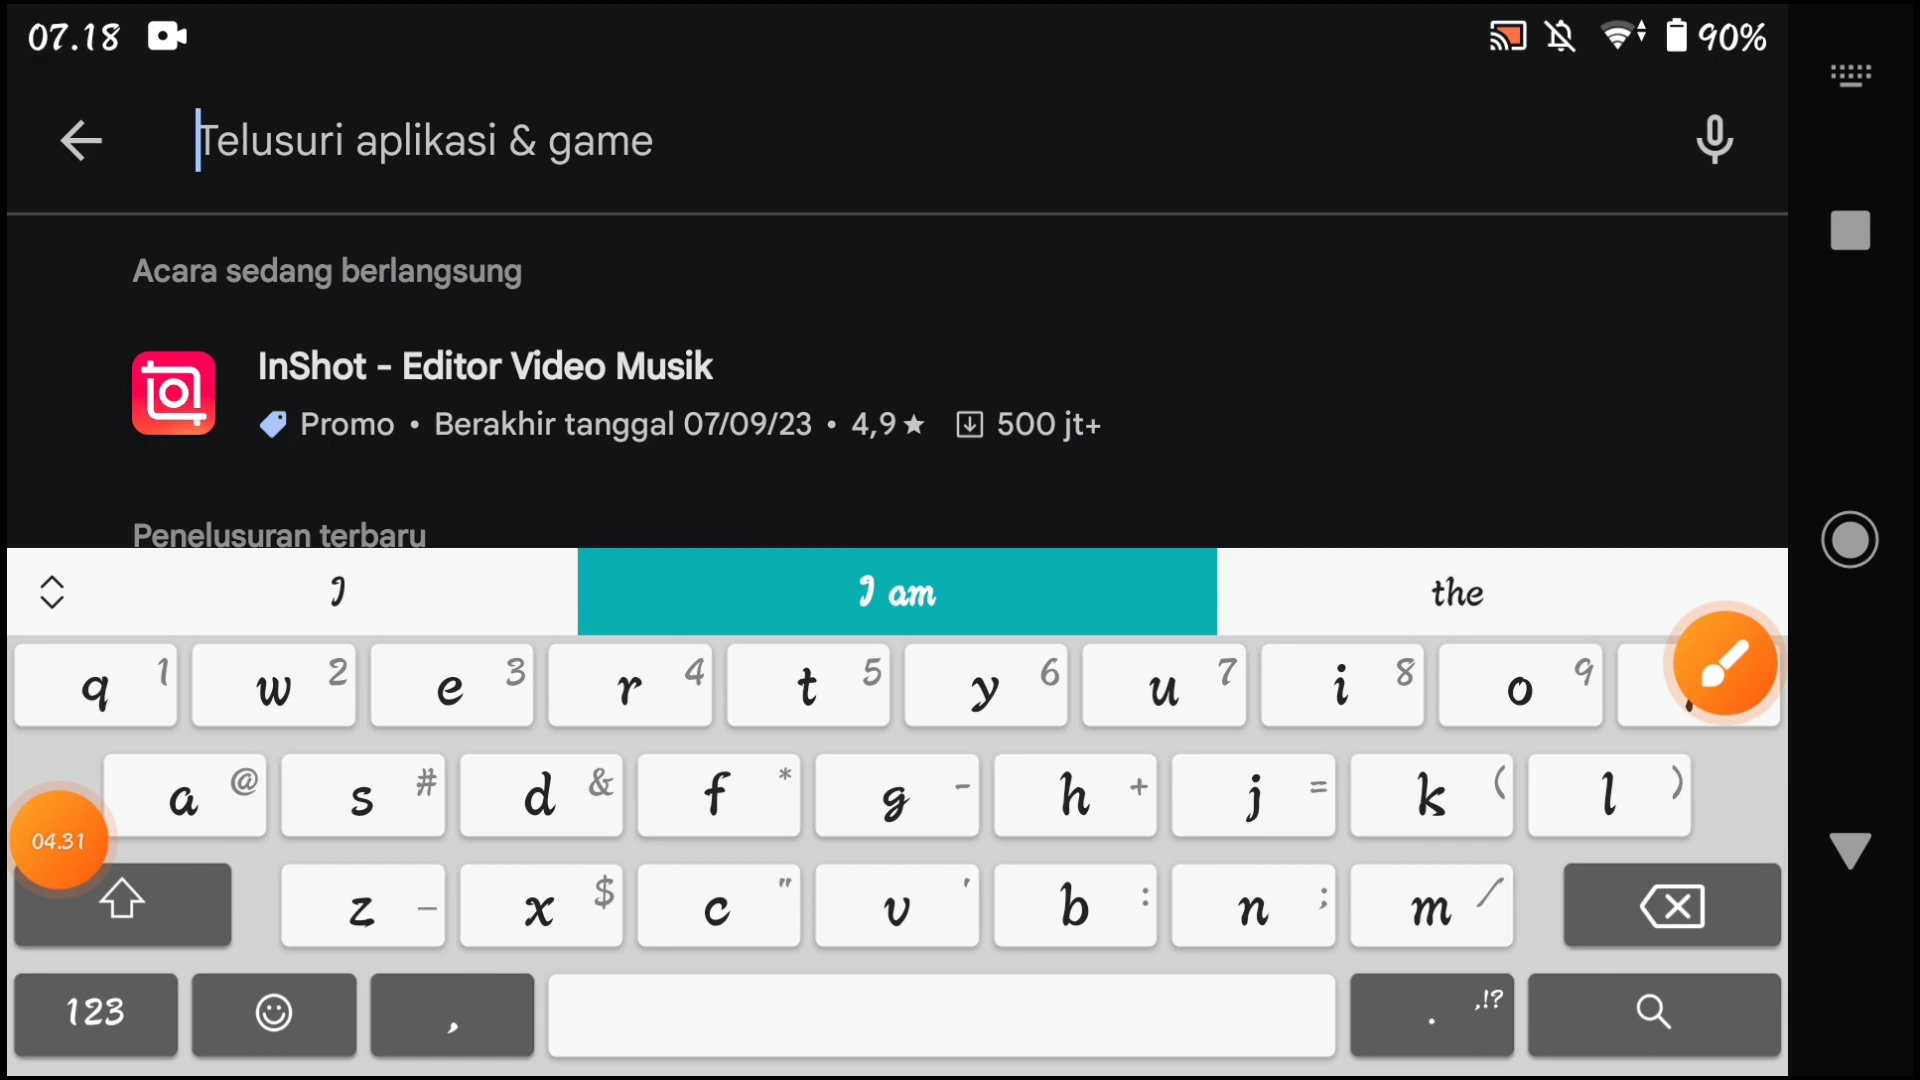 07.18 90%
Telusuri aplikasi & game
Acara sedang berlangsung
InShot - Editor Video Musik
Promo • Berakhir tanggal 07/09/23 • 4,9★ 500 jt+
Penelusuran terbaru
I I am the
q 1 w 2 e 3 r 4 t 5 y 6 u 7 i 8 o 9
a @ s # d & f * g - h + j = k ( l )
04.31
z _ x $ c " v ' b : n ; m /
123 , . ,!?